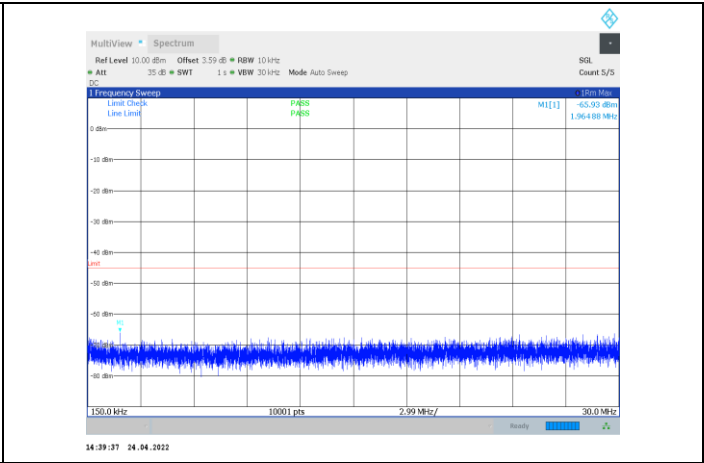 MultiView Spectrum
Ref Level 10.00 dBm Offset 3.59 dB RBW 10 kHz SGL
Att 35 dB SWT 1 s VBW 30 kHz Mode Auto Sweep Count 5/5
DC
1 Frequency Sweep 1Rm Max
Limit Check PASS M1[1] -65.93 dBm
Line Limit PASS 1.96488 MHz
0 dBm
-10 dBm
-20 dBm
-30 dBm
-40 dBm
Limit
-50 dBm
-60 dBm
M1
-80 dBm
150.0 kHz 10001 pts 2.99 MHz/ 30.0 MHz
Ready
14:39:37 24.04.2022